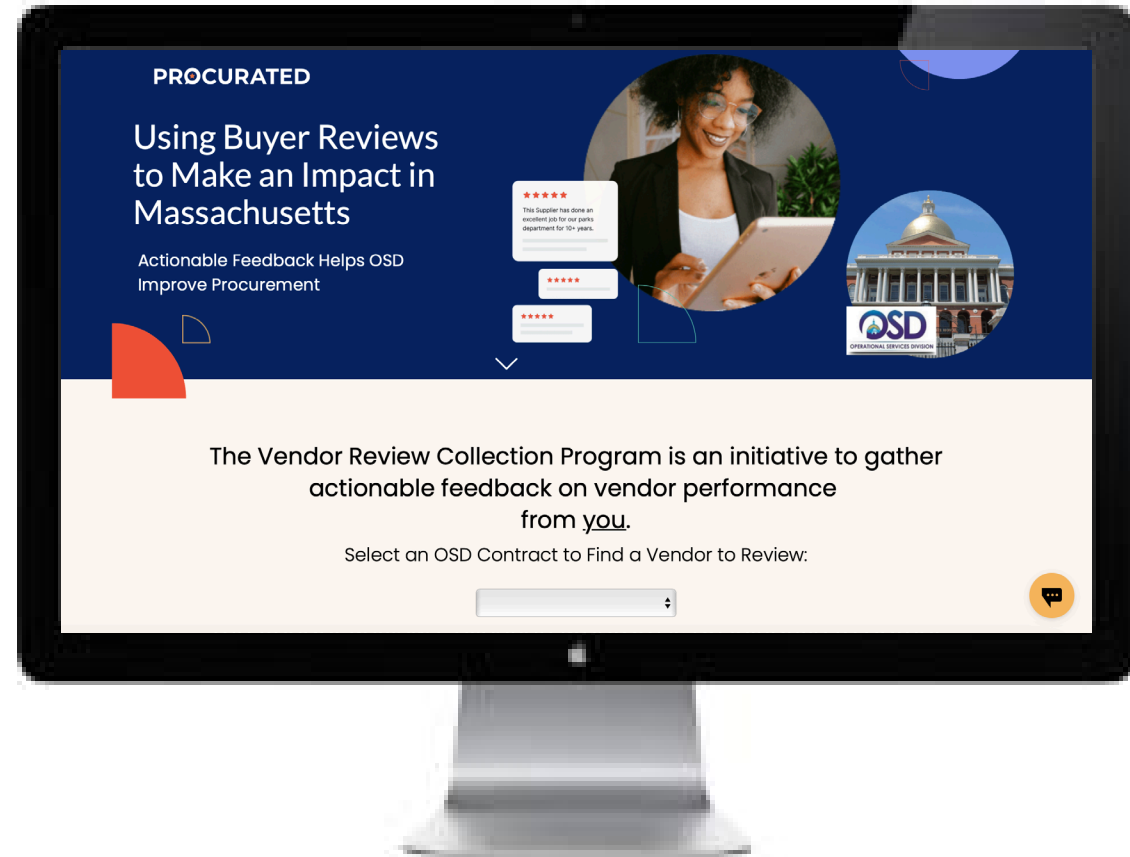 PROCURATED
Using Buyer Reviews
to Make an Impact in
Massachusetts
Actionable Feedback Helps OSD
Improve Procurement
This Supplier has done an
excellent job for our parks
department for 10+ years.
OSD
OPERATIONAL SERVICES DIVISION
The Vendor Review Collection Program is an initiative to gather
actionable feedback on vendor performance
from you.
Select an OSD Contract to Find a Vendor to Review: